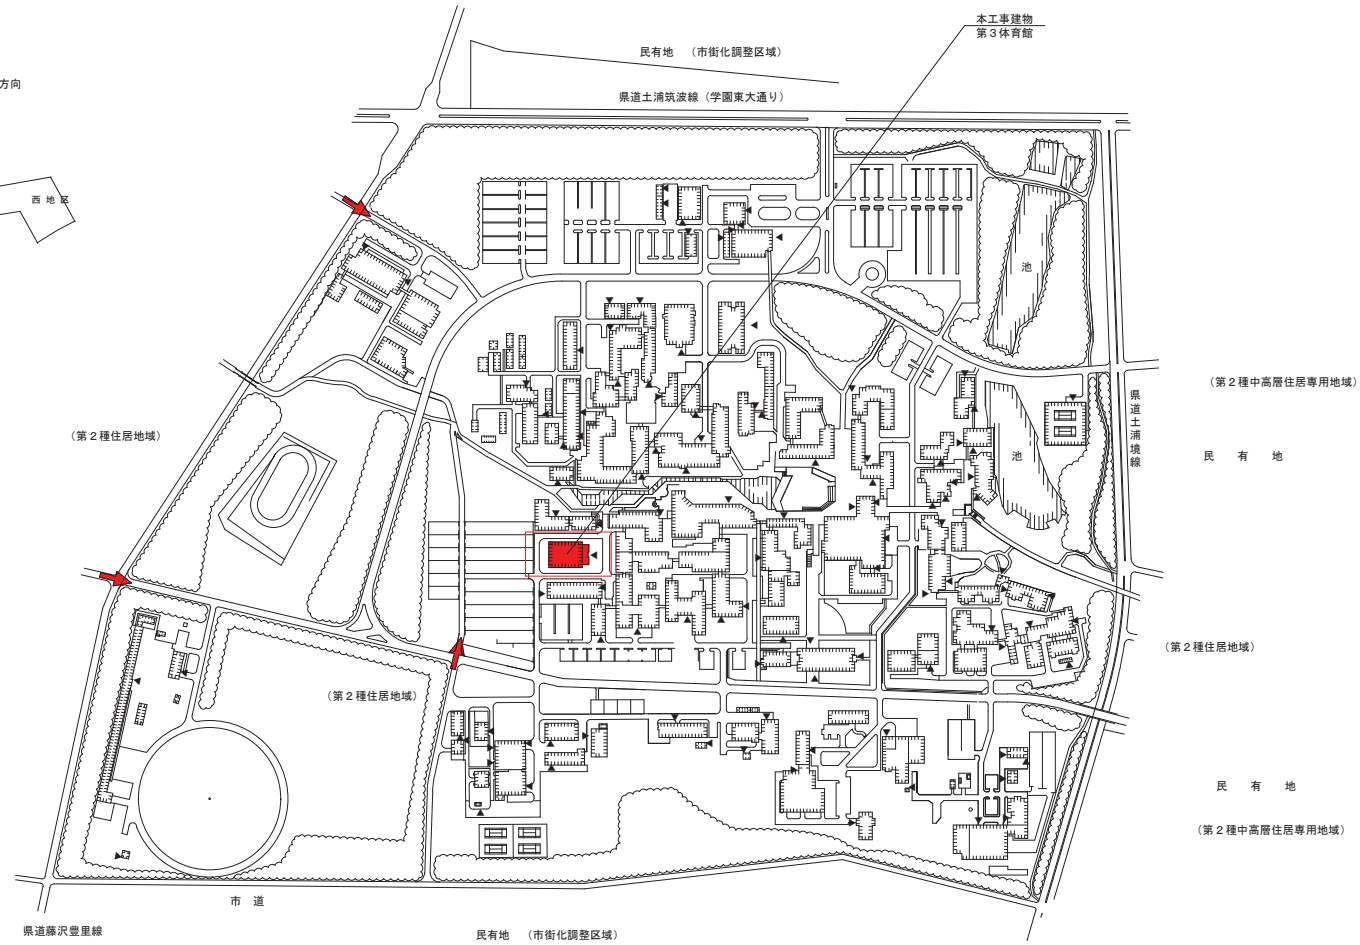 本工事建物
第３体育館
民有地　（市街化調整区域）
方向
県道土浦筑波線（学園東大通り）
西 地 区
池
（第２種中高層住居専用地域）
県道土浦境線
（第２種住居地域）
民　有　地
池
（第２種住居地域）
（第２種住居地域）
民　有　地
（第２種中高層住居専用地域）
市　道
県道藤沢豊里線
民有地　（市街化調整区域）